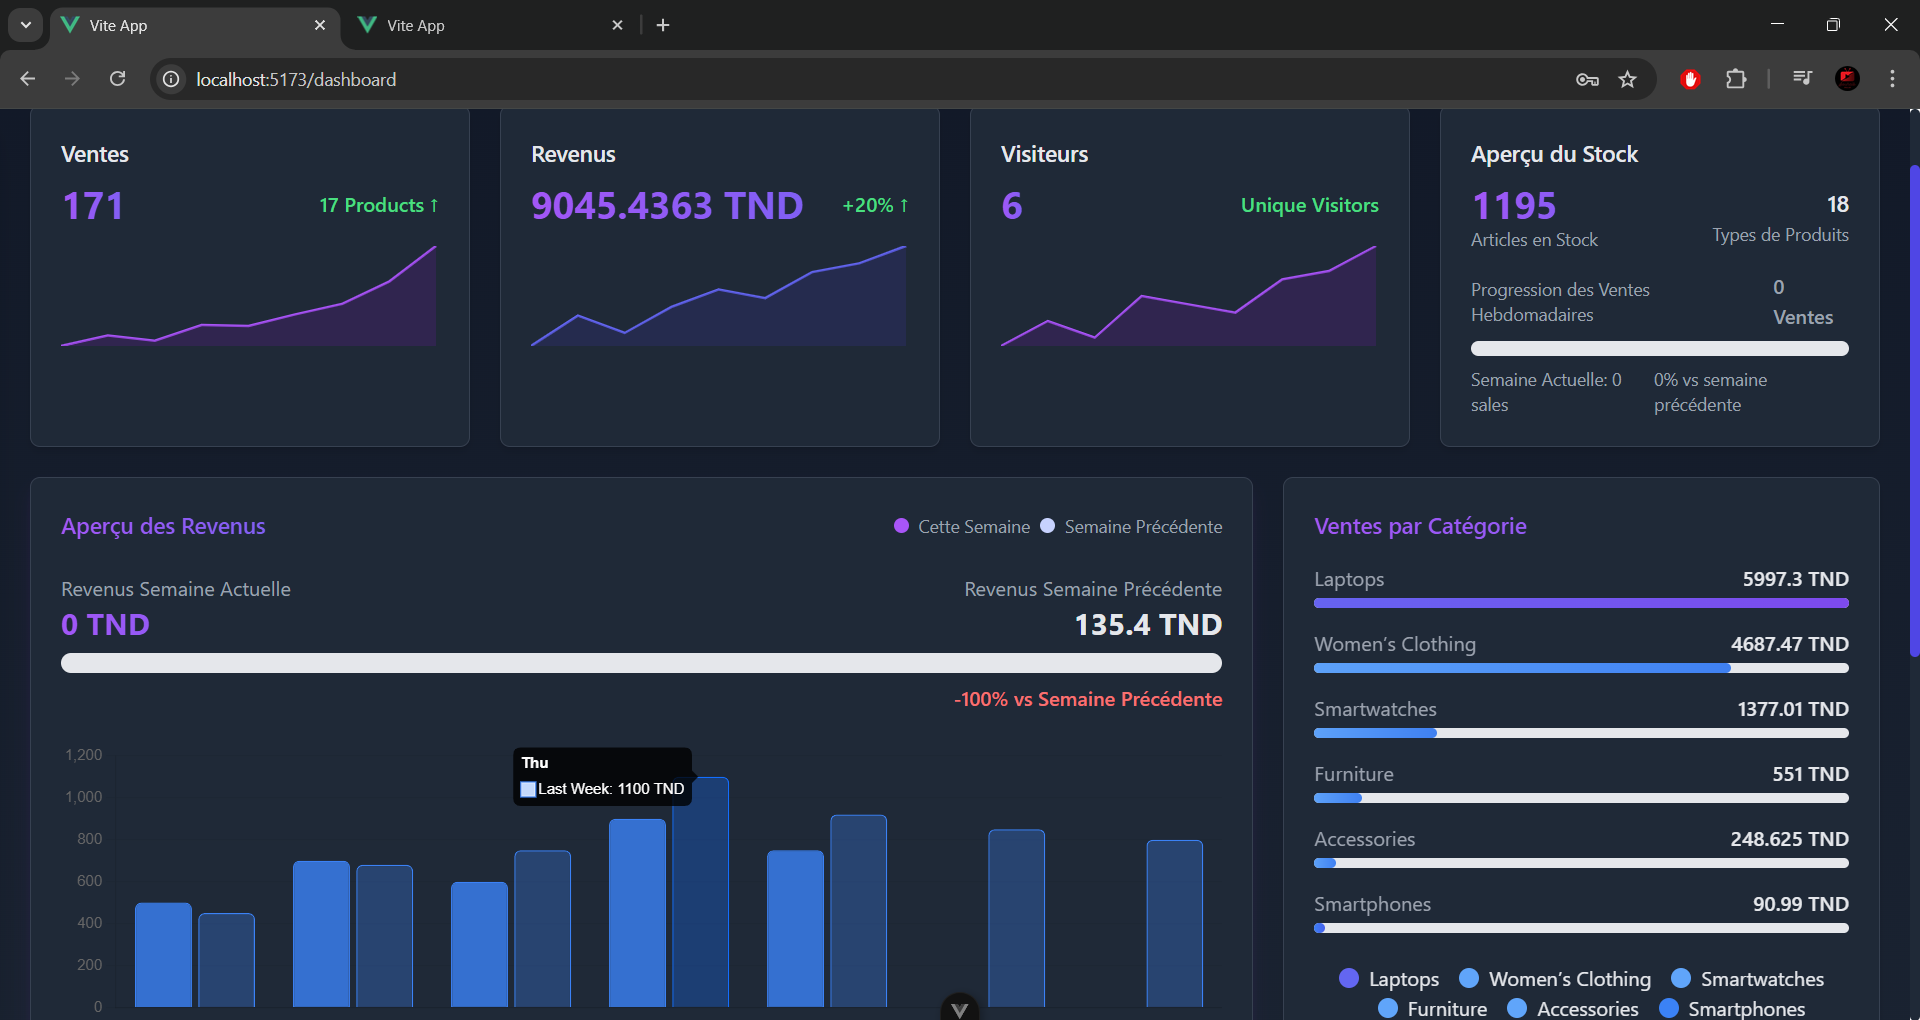 Vite App
Vite App
localhost:5173/dashboard
Ventes
171
17 Products ↑
Revenus
9045.4363 TND
+20% ↑
Visiteurs
6
Unique Visitors
Aperçu du Stock
1195
18
Articles en Stock
Types de Produits
Progression des Ventes
Hebdomadaires
0
Ventes
Semaine Actuelle: 0
sales
0% vs semaine
précédente
Aperçu des Revenus
Cette Semaine
Semaine Précédente
Revenus Semaine Actuelle
0 TND
Revenus Semaine Précédente
135.4 TND
-100% vs Semaine Précédente
1,200
1,000
800
600
400
200
0
Thu
Last Week: 1100 TND
Ventes par Catégorie
Laptops
5997.3 TND
Women’s Clothing
4687.47 TND
Smartwatches
1377.01 TND
Furniture
551 TND
Accessories
248.625 TND
Smartphones
90.99 TND
Laptops
Women’s Clothing
Smartwatches
Furniture
Accessories
Smartphones